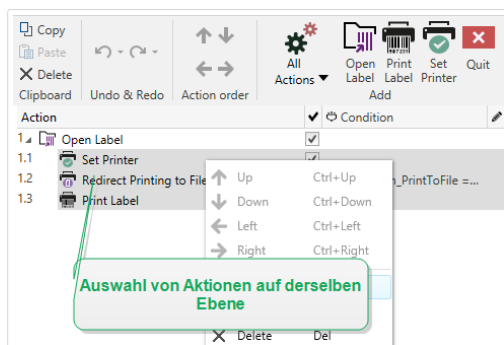 Copy
Paste
Delete
All
Actions
Open
Label
Print
Label
Set
Printer
Quit
Clipboard
Undo & Redo
Action order
Add
Action
Condition
1 Open Label
1.1 Set Printer
1.2 Redirect Printing to File
n_PrintToFile =...
1.3 Print Label
Up Ctrl+Up
Down Ctrl+Down
Left Ctrl+Left
Right Ctrl+Right
Auswahl von Aktionen auf derselben
Ebene
Delete Del